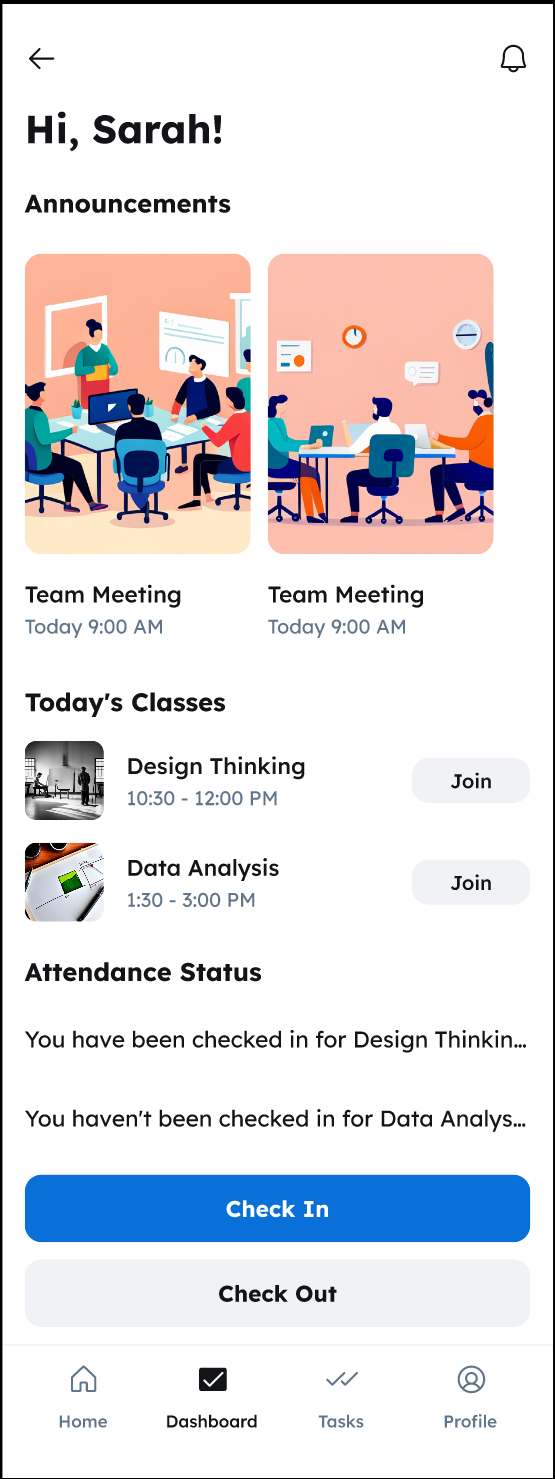 Hi, Sarah!
Announcements
Team Meeting
Today 9:00 AM
Team Meeting
Today 9:00 AM
Today's Classes
Design Thinking
10:30 - 12:00 PM
Join
Data Analysis
1:30 - 3:00 PM
Join
Attendance Status
You have been checked in for Design Thinkin...
You haven't been checked in for Data Analys...
Check In
Check Out
Home
Dashboard
Tasks
Profile